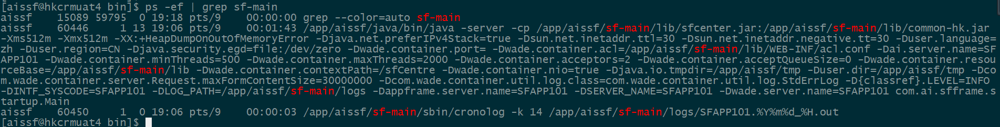 [aissf@hkcrmuat4 bin]$ ps -ef | grep sf-main
aissf    15089 59795  0 19:18 pts/9    00:00:00 grep --color=auto sf-main
aissf    60446     1 13 19:06 pts/9    00:01:43 /app/aissf/java/bin/java -server -cp /app/aissf/sf-main/lib/sfcenter.jar:/app/aissf/sf-main/lib/common-hk.jar
-Xms512m -Xmx512m -XX:+HeapDumpOnOutOfMemoryError -Djava.net.preferIPv4Stack=true -Dsun.net.inetaddr.ttl=30 -Dsun.net.inetaddr.negative.tt=30 -Duser.language=
zh -Duser.region=CN -Djava.security.egd=file:/dev/zero -Dwade.container.port= -Dwade.container.acl=/app/aissf/sf-main/lib/WEB-INF/acl.conf -Dai.server.name=SF
APP101 -Dwade.container.minThreads=500 -Dwade.container.maxThreads=2000 -Dwade.container.acceptors=2 -Dwade.container.acceptQueueSize=0 -Dwade.container.resou
rceBase=/app/aissf/sf-main/lib -Dwade.container.contextPath=/sfCentre -Dwade.container.nio=true -Djava.io.tmpdir=/app/aissf/tmp -Duser.dir=/app/aissf/tmp -Dco
m.wade.container.server.Request.maxFormContentSize=30000000 -Dcom.wade.container.util.log.class=com.wade.container.util.log.StdErrLog -D{classref}.LEVEL=INFO
-DINTF_SYSCODE=SFAPP101 -DLOG_PATH=/app/aissf/sf-main/logs -Dappframe.server.name=SFAPP101 -DSERVER_NAME=SFAPP101 -Dwade.server.name=SFAPP101 com.ai.sfframe.s
tartup.Main
aissf    60450     1  0 19:06 pts/9    00:00:03 /app/aissf/sf-main/sbin/cronolog -k 14 /app/aissf/sf-main/logs/SFAPP101.%Y%m%d_%H.out
[aissf@hkcrmuat4 bin]$